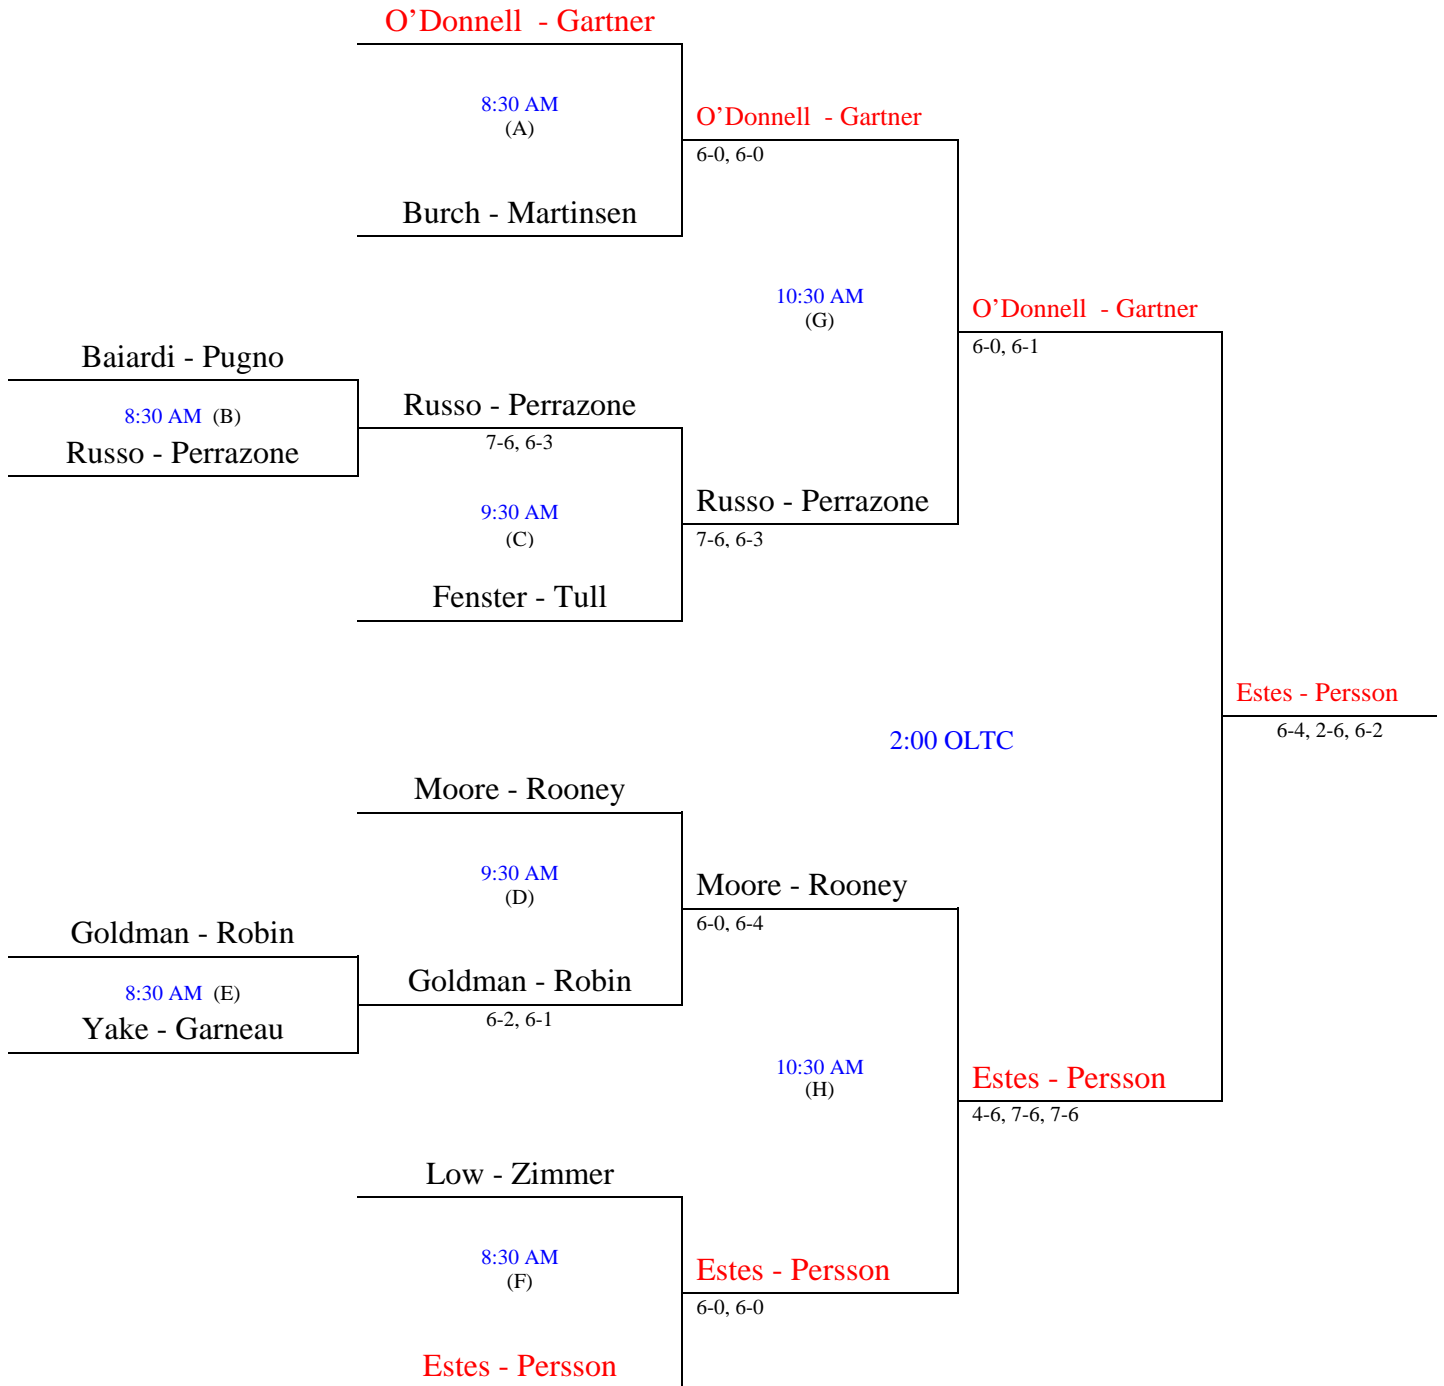 O’Donnell  - Gartner
8:30 AM
(A)
O’Donnell  - Gartner
6-0, 6-0
Burch - Martinsen
10:30 AM
(G)
O’Donnell  - Gartner
6-0, 6-1
Baiardi - Pugno
8:30 AM  (B)
Russo - Perrazone
Russo - Perrazone
7-6, 6-3
9:30 AM
(C)
Russo - Perrazone
7-6, 6-3
Fenster - Tull
Estes - Persson
6-4, 2-6, 6-2
2:00 OLTC
Moore - Rooney
9:30 AM
(D)
Moore - Rooney
6-0, 6-4
Goldman - Robin
8:30 AM  (E)
Yake - Garneau
Goldman - Robin
6-2, 6-1
10:30 AM
(H)
Estes - Persson
4-6, 7-6, 7-6
Low - Zimmer
8:30 AM
(F)
Estes - Persson
6-0, 6-0
Estes - Persson